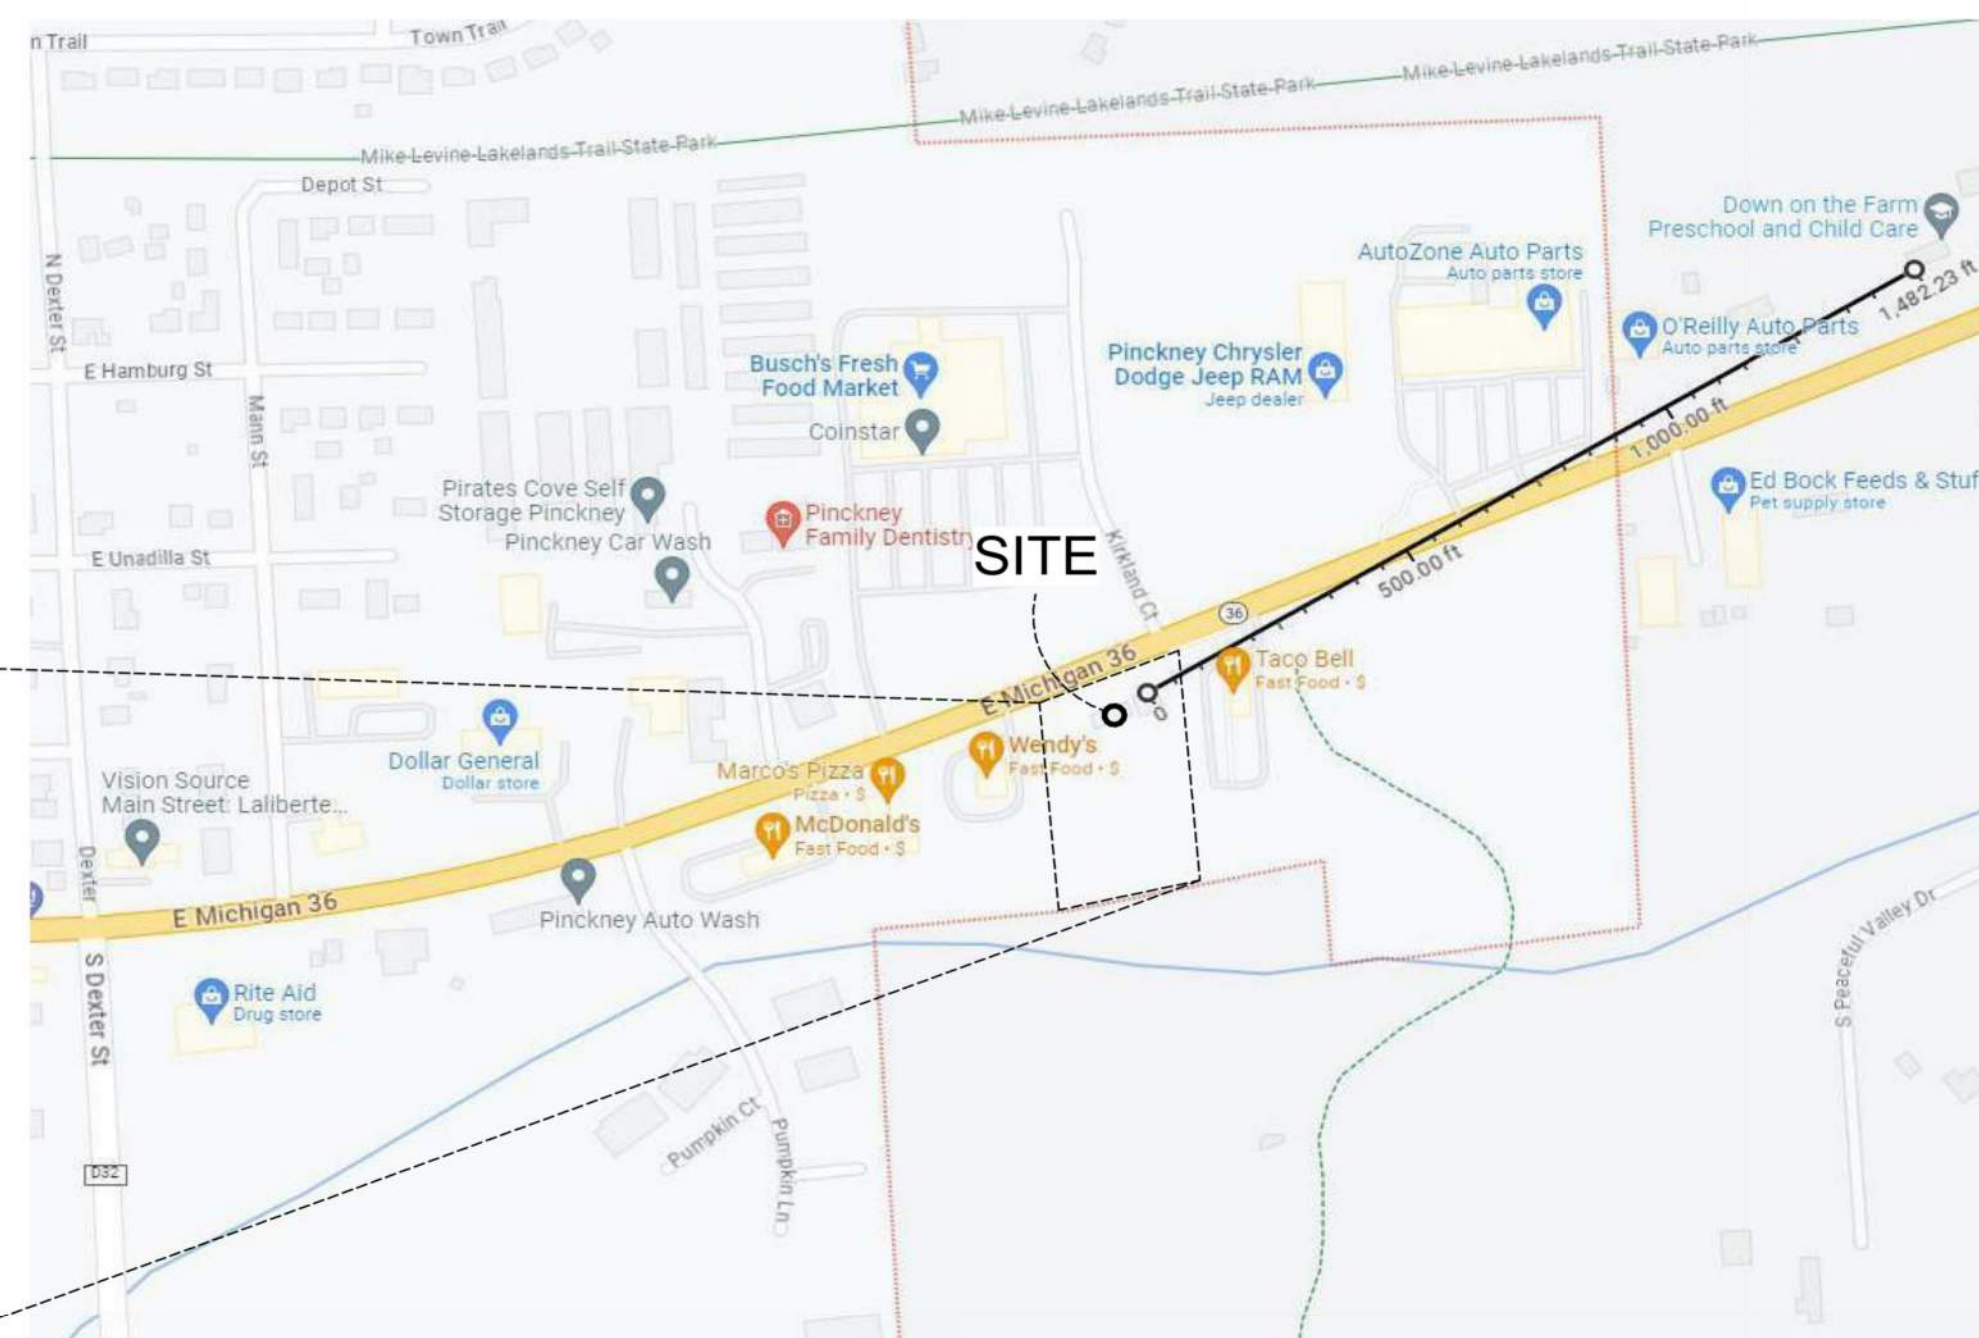 n Trail
Town Trail
Mike Levine Lakelands Trail State Park
Mike Levine Lakelands Trail State Park
Mike Levine Lakelands Trail State Park
Depot St
N Dexter St
E Hamburg St
Mann St
E Unadilla St
Down on the Farm
Preschool and Child Care
AutoZone Auto Parts
Auto parts store
1,482.23 ft
O'Reilly Auto Parts
Auto parts store
Busch's Fresh
Food Market
Coinstar
Pinckney Chrysler
Dodge Jeep RAM
Jeep dealer
1,000.00 ft
Ed Bock Feeds & Stuf
Pet supply store
Pirates Cove Self
Storage Pinckney
Pinckney Car Wash
Pinckney
Family Dentistry
SITE
Kirkland Ct
500.00 ft
36
E Michigan 36
Taco Bell
Fast Food · $
0
Wendy's
Fast Food · $
Dollar General
Dollar store
Marco's Pizza
Pizza · $
McDonald's
Fast Food · $
Vision Source
Main Street: Laliberte...
Dexter
E Michigan 36
Pinckney Auto Wash
S Dexter St
Rite Aid
Drug store
S Peaceful Valley Dr
Pumpkin Ct
Pumpkin Ln
D32